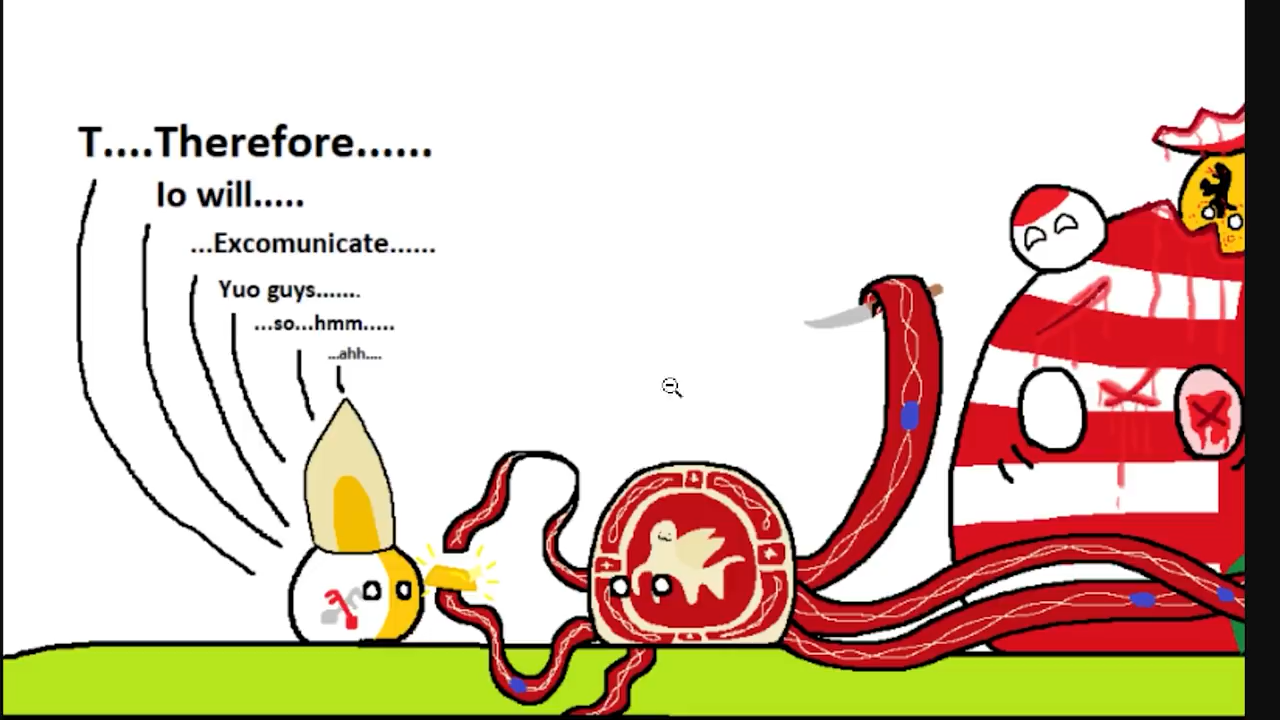 T....Therefore......
Io will.....
...Excomunicate......
Yuo guys.......
...so...hmm.....
...ahh....